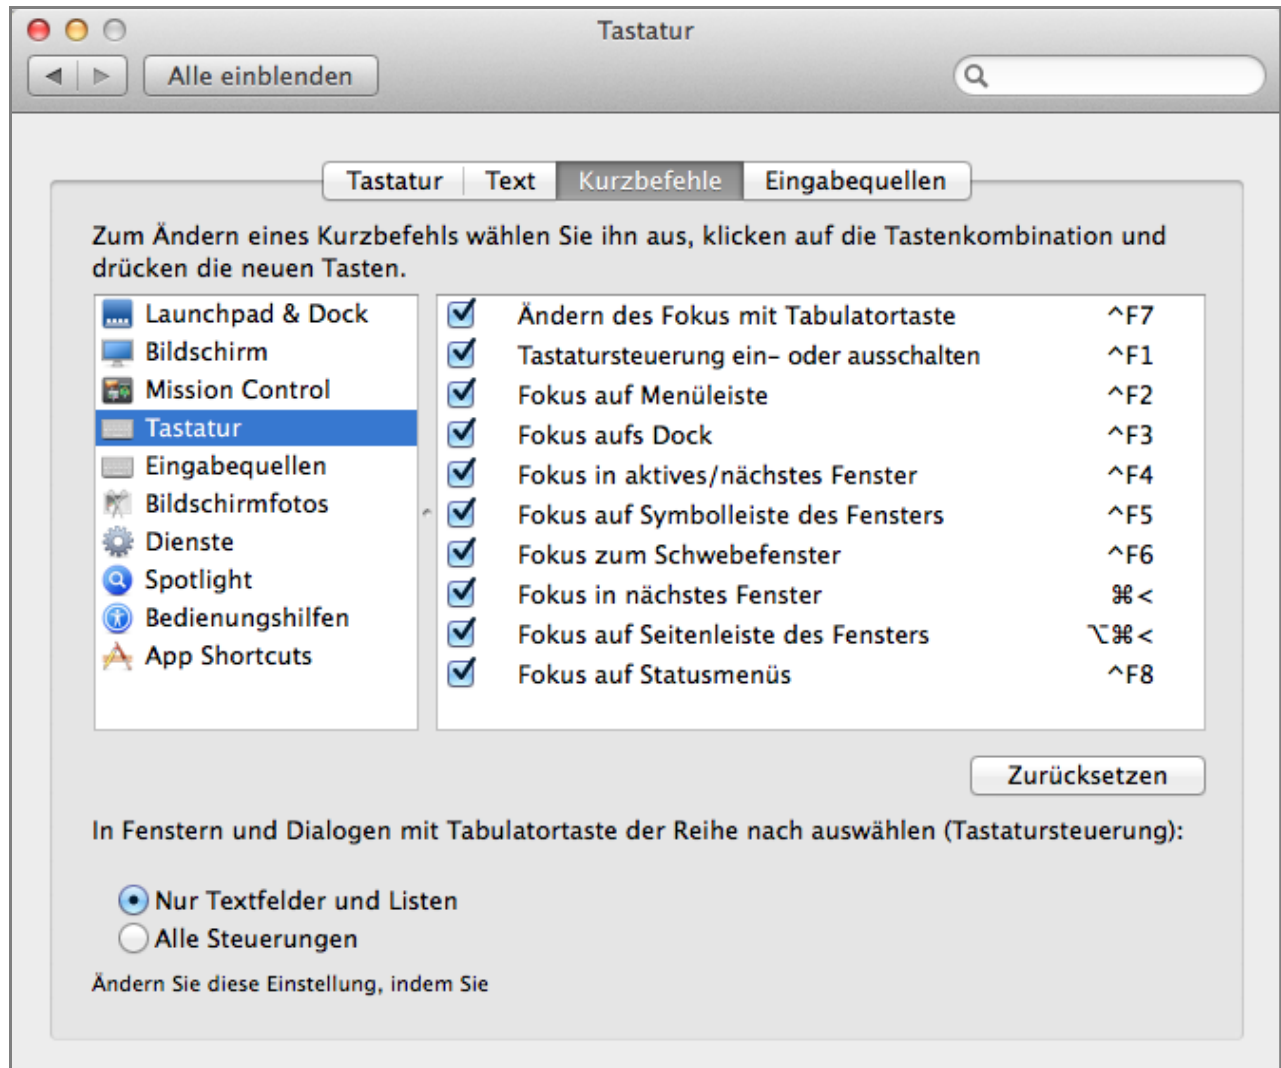 Tastatur
Alle einblenden
Tastatur
Text
Kurzbefehle
Eingabequellen
Zum Ändern eines Kurzbefehls wählen Sie ihn aus, klicken auf die Tastenkombination und
drücken die neuen Tasten.
Launchpad & Dock
Bildschirm
Mission Control
Tastatur
Eingabequellen
Bildschirmfotos
Dienste
Spotlight
Bedienungshilfen
App Shortcuts
Ändern des Fokus mit Tabulatortaste ^F7
Tastatursteuerung ein- oder ausschalten ^F1
Fokus auf Menüleiste ^F2
Fokus aufs Dock ^F3
Fokus in aktives/nächstes Fenster ^F4
Fokus auf Symbolleiste des Fensters ^F5
Fokus zum Schwebefenster ^F6
Fokus in nächstes Fenster ⌘<
Fokus auf Seitenleiste des Fensters ⌥⌘<
Fokus auf Statusmenüs ^F8
Zurücksetzen
In Fenstern und Dialogen mit Tabulatortaste der Reihe nach auswählen (Tastatursteuerung):
Nur Textfelder und Listen
Alle Steuerungen
Ändern Sie diese Einstellung, indem Sie